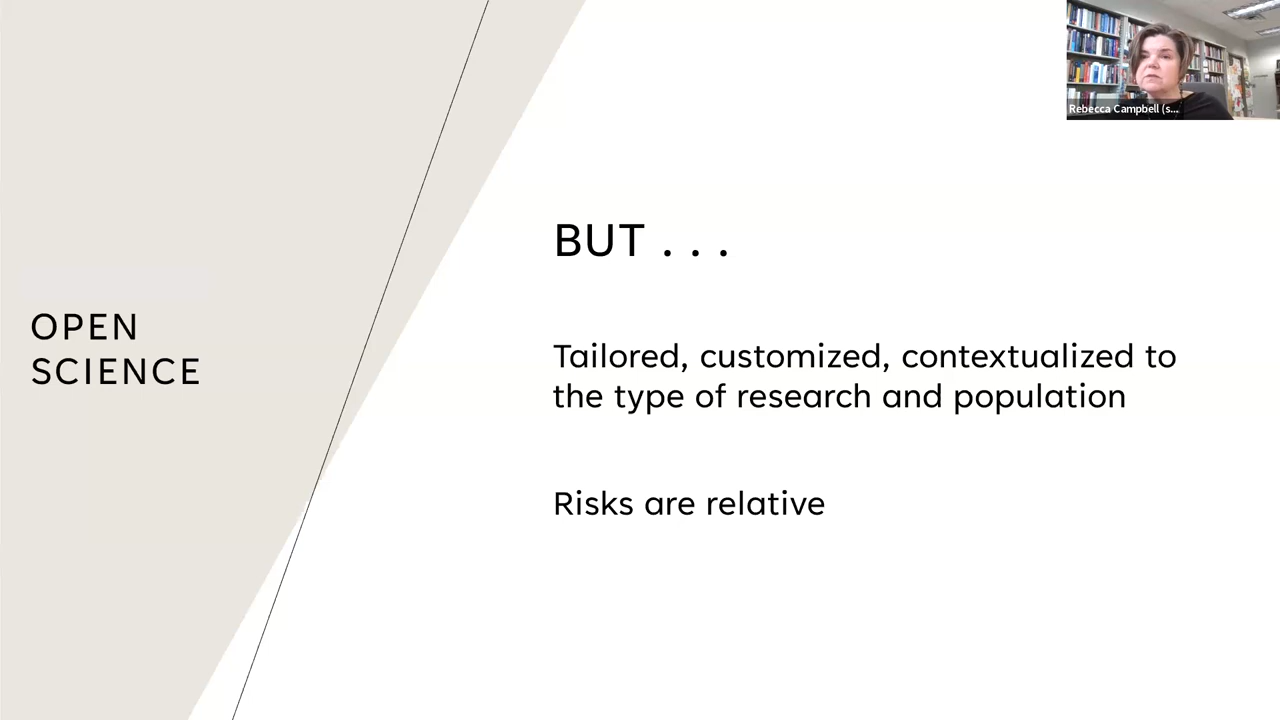 OPEN
SCIENCE
BUT . . .
Tailored, customized, contextualized to
the type of research and population
Risks are relative
Rebecca Campbell (s...